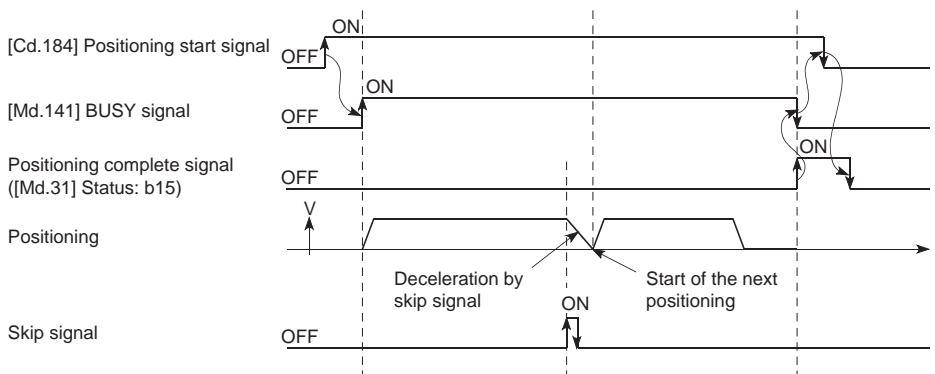 ON
[Cd.184] Positioning start signal
OFF
ON
[Md.141] BUSY signal
OFF
Positioning complete signal
([Md.31] Status: b15)
ON
OFF
V
Positioning
Deceleration by
skip signal
Start of the next
positioning
ON
Skip signal
OFF